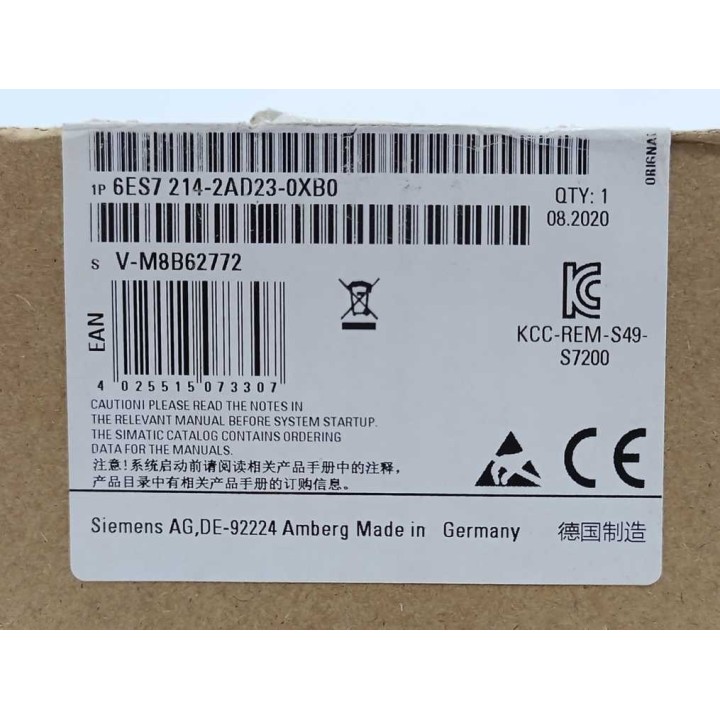 1P 6ES7 214-2AD23-0XB0
QTY: 1
08.2020
S V-M8B62772
EAN
4 025515 073307
KCC-REM-S49-
S7200
CAUTION! PLEASE READ THE NOTES IN
THE RELEVANT MANUAL BEFORE SYSTEM STARTUP.
THE SIMATIC CATALOG CONTAINS ORDERING
DATA FOR THE MANUALS.
注意!系统启动前请阅读相关产品手册中的注释,
产品目录中有相关产品手册的订购信息。
CE
Siemens AG,DE-92224 Amberg Made in Germany 德国制造